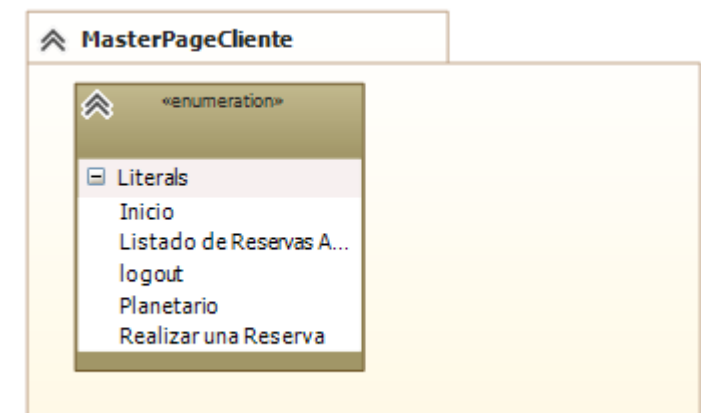 MasterPageCliente
«enumeration»
Literals
Inicio
Listado de Reservas A...
logout
Planetario
Realizar una Reserva